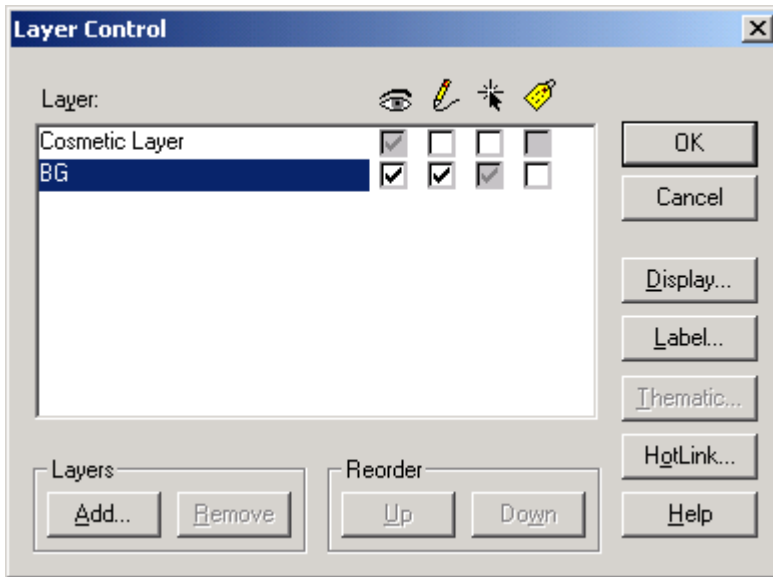 Layer Control
Layer:
Cosmetic Layer
BG
OK
Cancel
Display...
Label...
Thematic...
HotLink...
Help
Layers
Add...
Remove
Reorder
Up
Down